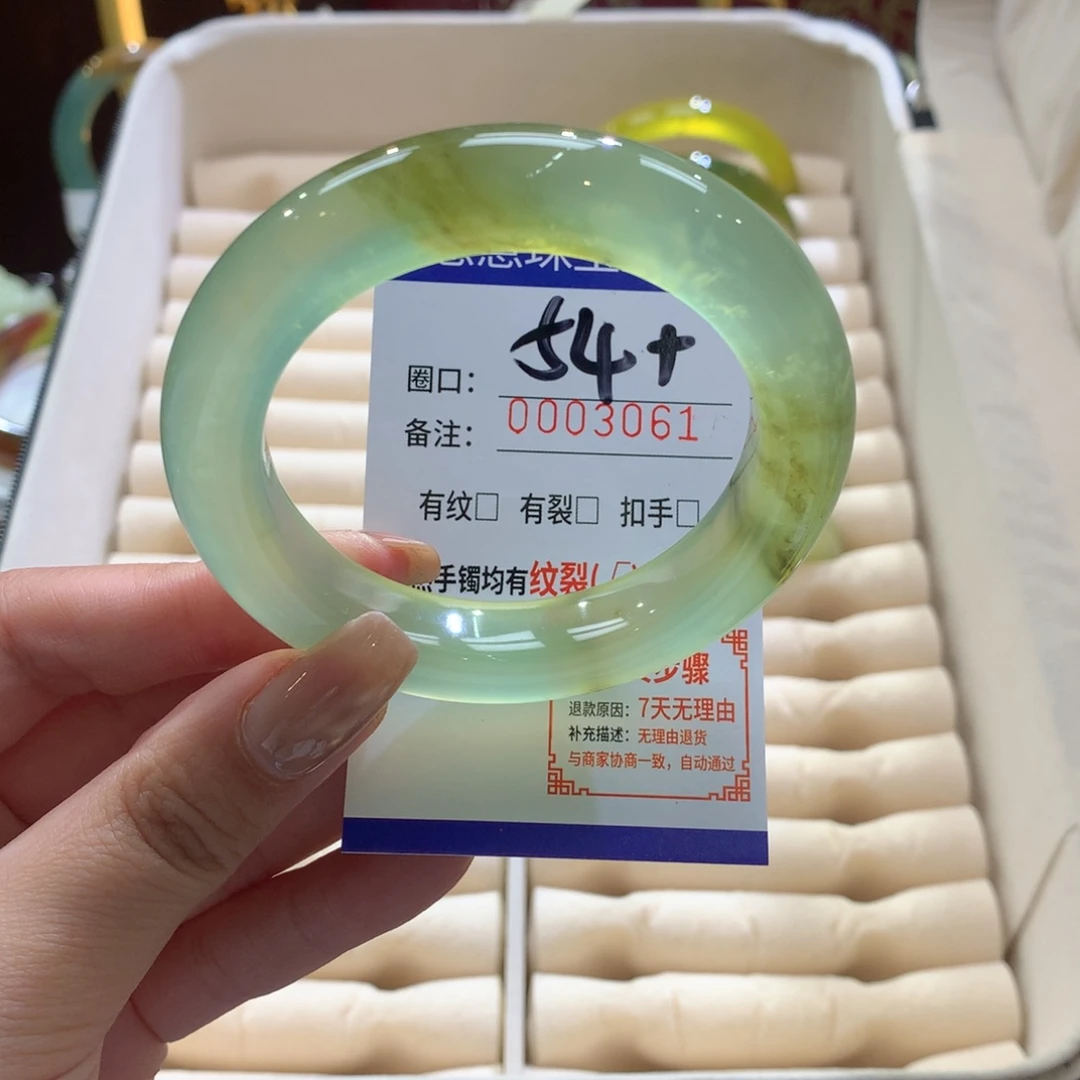 54+
圈口:
备注: 0003061
有纹□ 有裂□ 扣手□
手镯均有纹裂(
步骤
退款原因: 7天无理由
补充描述: 无理由退货
与商家协商一致，自动通过